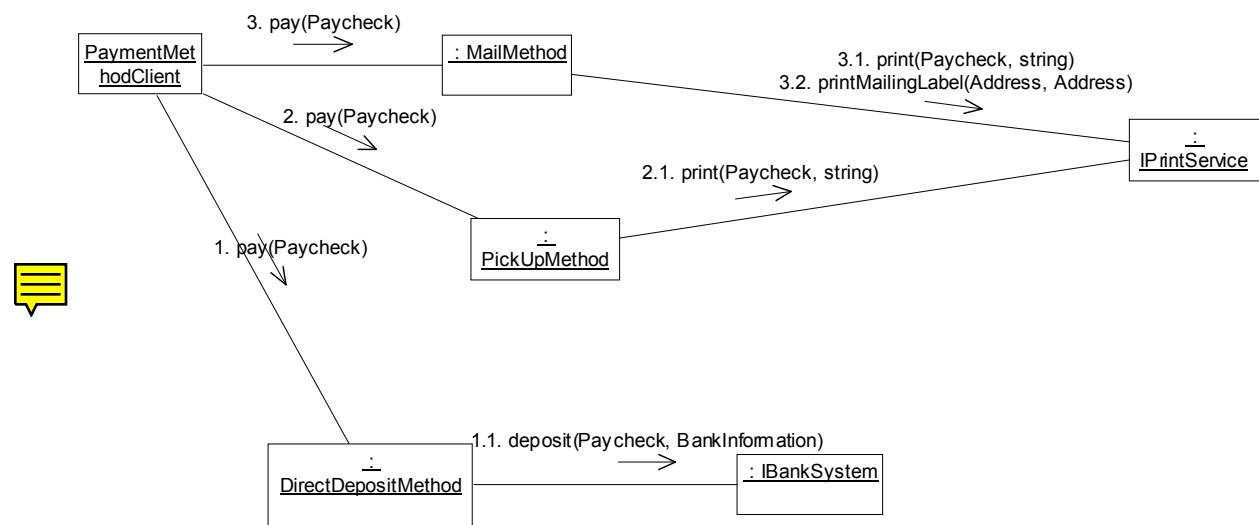 3. pay(Paycheck)
PaymentMet
hodClient
: MailMethod
3.1. print(Paycheck, string)
3.2. printMailingLabel(Address, Address)
2. pay(Paycheck)
:
IPrintService
2.1. print(Paycheck, string)
:
PickUpMethod
1. pay(Paycheck)
1.1. deposit(Paycheck, BankInformation)
:
DirectDepositMethod
: IBankSystem